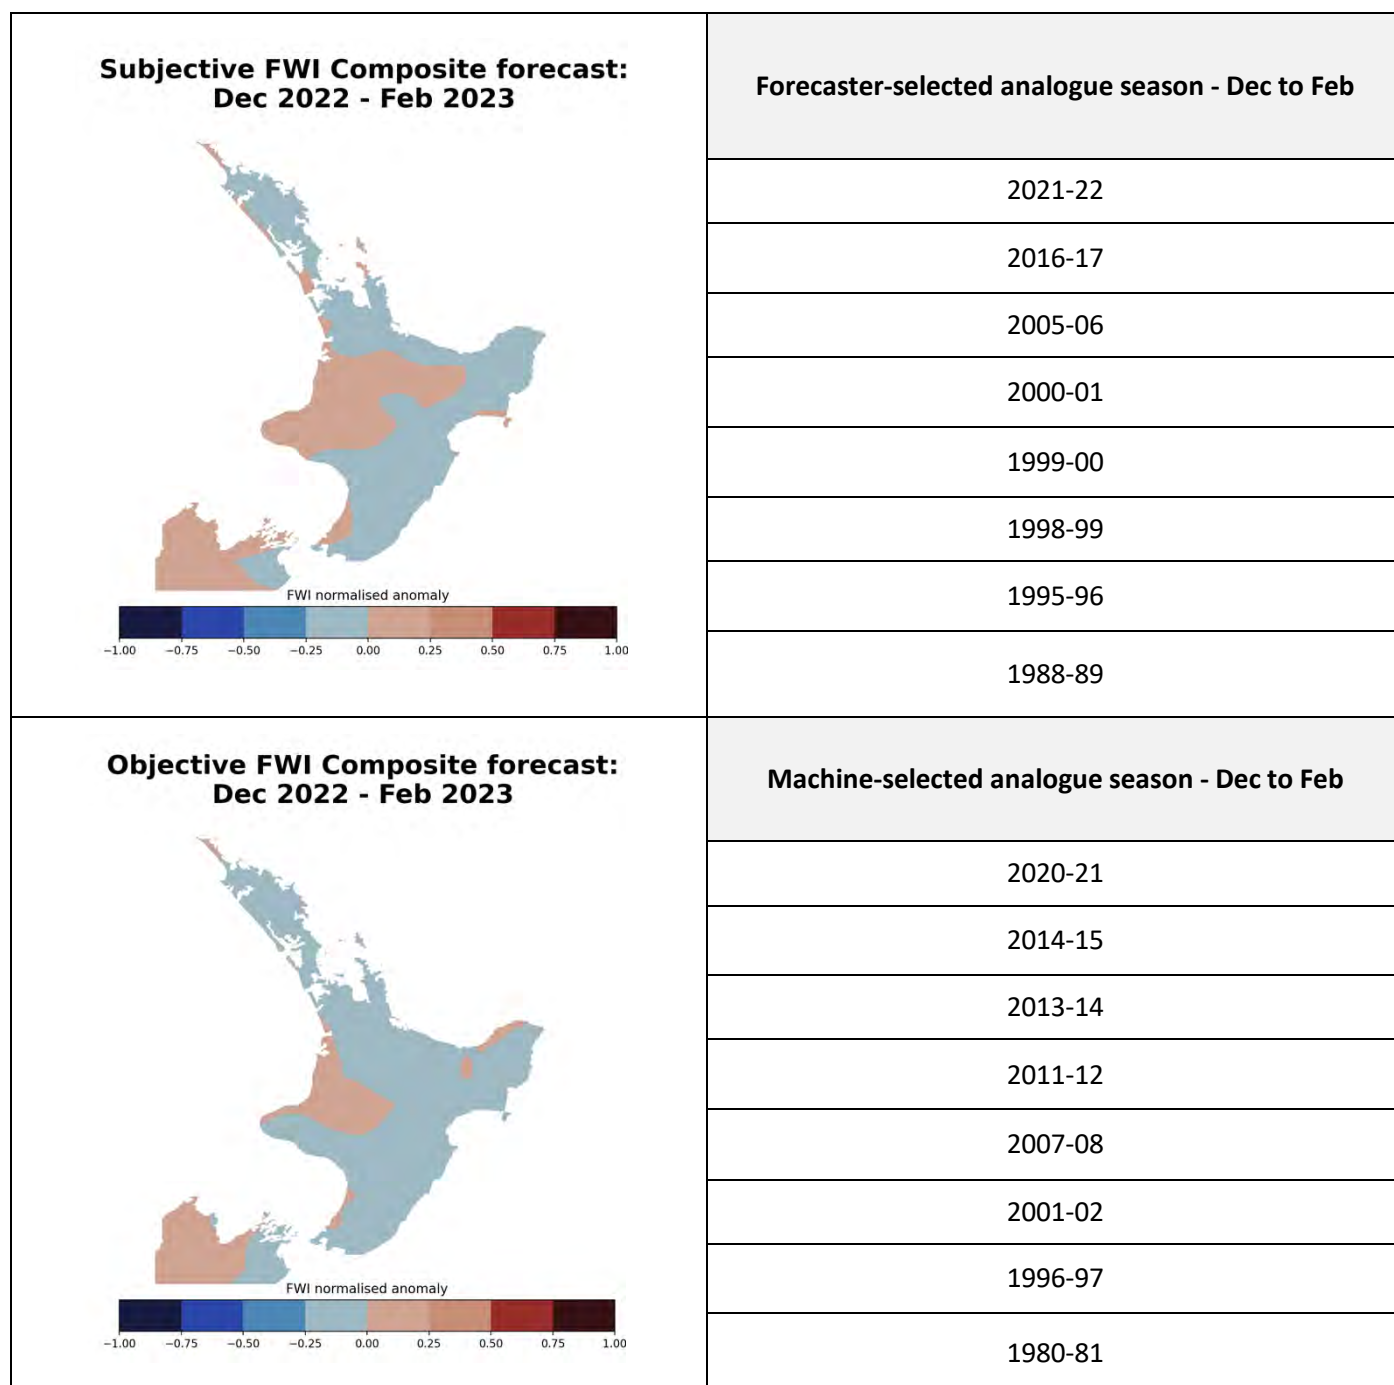 Subjective FWI Composite forecast:
Dec 2022 - Feb 2023
FWI normalised anomaly
−1.00 −0.75 −0.50 −0.25 0.00 0.25 0.50 0.75 1.00
Forecaster-selected analogue season - Dec to Feb
2021-22
2016-17
2005-06
2000-01
1999-00
1998-99
1995-96
1988-89
Objective FWI Composite forecast:
Dec 2022 - Feb 2023
FWI normalised anomaly
−1.00 −0.75 −0.50 −0.25 0.00 0.25 0.50 0.75 1.00
Machine-selected analogue season - Dec to Feb
2020-21
2014-15
2013-14
2011-12
2007-08
2001-02
1996-97
1980-81